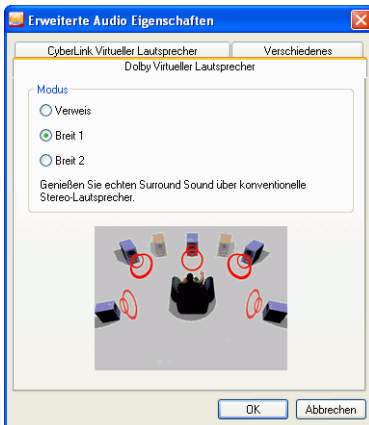 Erweiterte Audio Eigenschaften
CyberLink Virtueller Lautsprecher
Verschiedenes
Dolby Virtueller Lautsprecher
Modus
Verweis
Breit 1
Breit 2
Genießen Sie echten Surround Sound über konventionelle
Stereo-Lautsprecher.
OK
Abbrechen